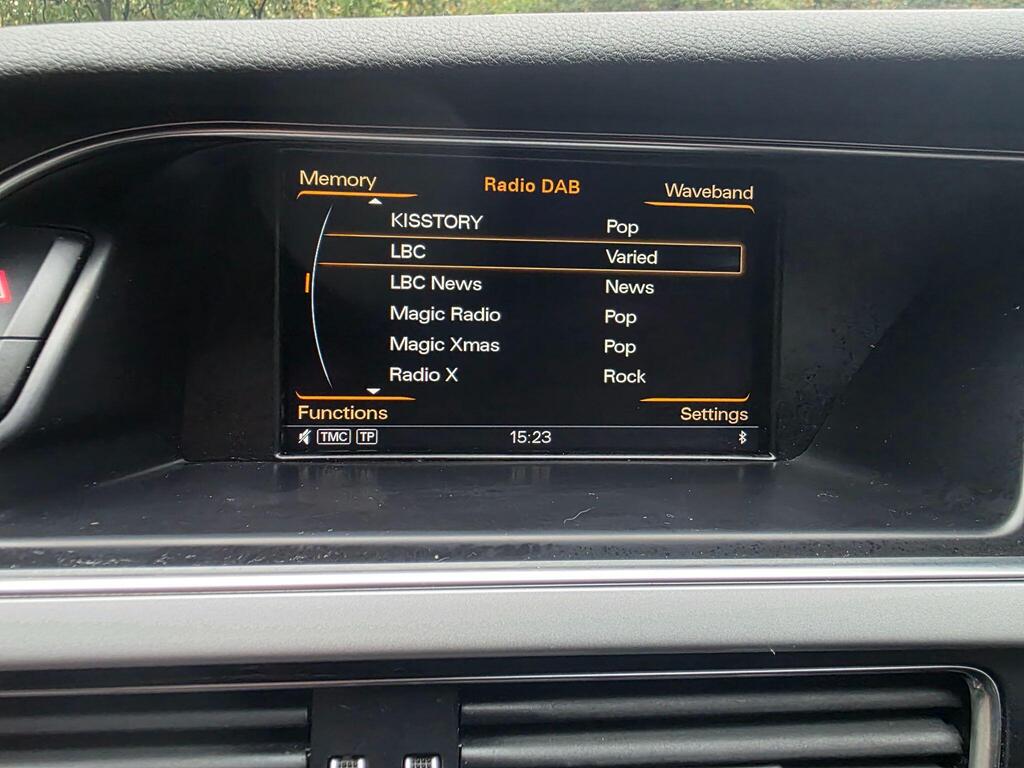 Memory Radio DAB Waveband
KISSTORY Pop
LBC Varied
LBC News News
Magic Radio Pop
Magic Xmas Pop
Radio X Rock
Functions Settings
TMC TP 15:23